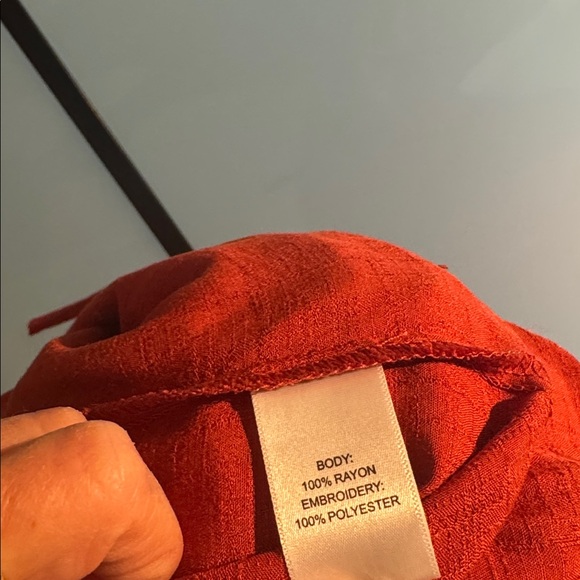 BODY:
100% RAYON
EMBROIDERY:
100% POLYESTER